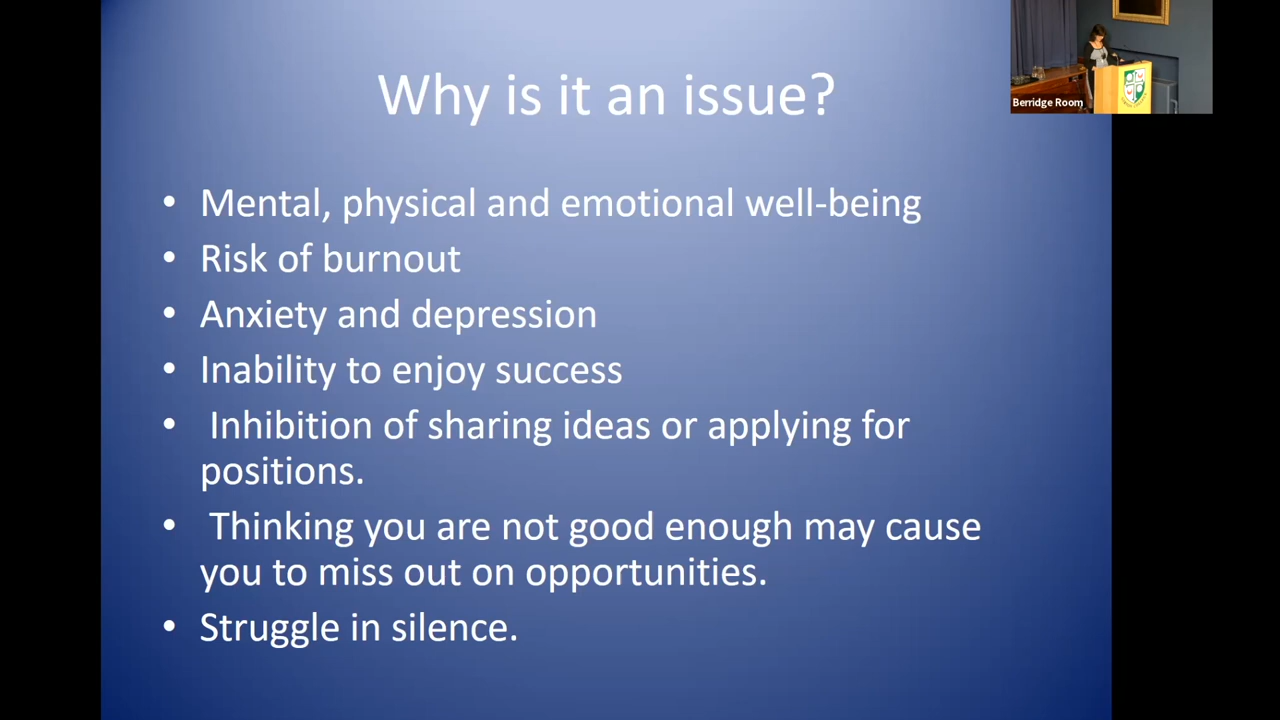 Why is it an issue?
Berridge Room
• Mental, physical and emotional well-being
• Risk of burnout
• Anxiety and depression
• Inability to enjoy success
• Inhibition of sharing ideas or applying for
positions.
• Thinking you are not good enough may cause
you to miss out on opportunities.
• Struggle in silence.